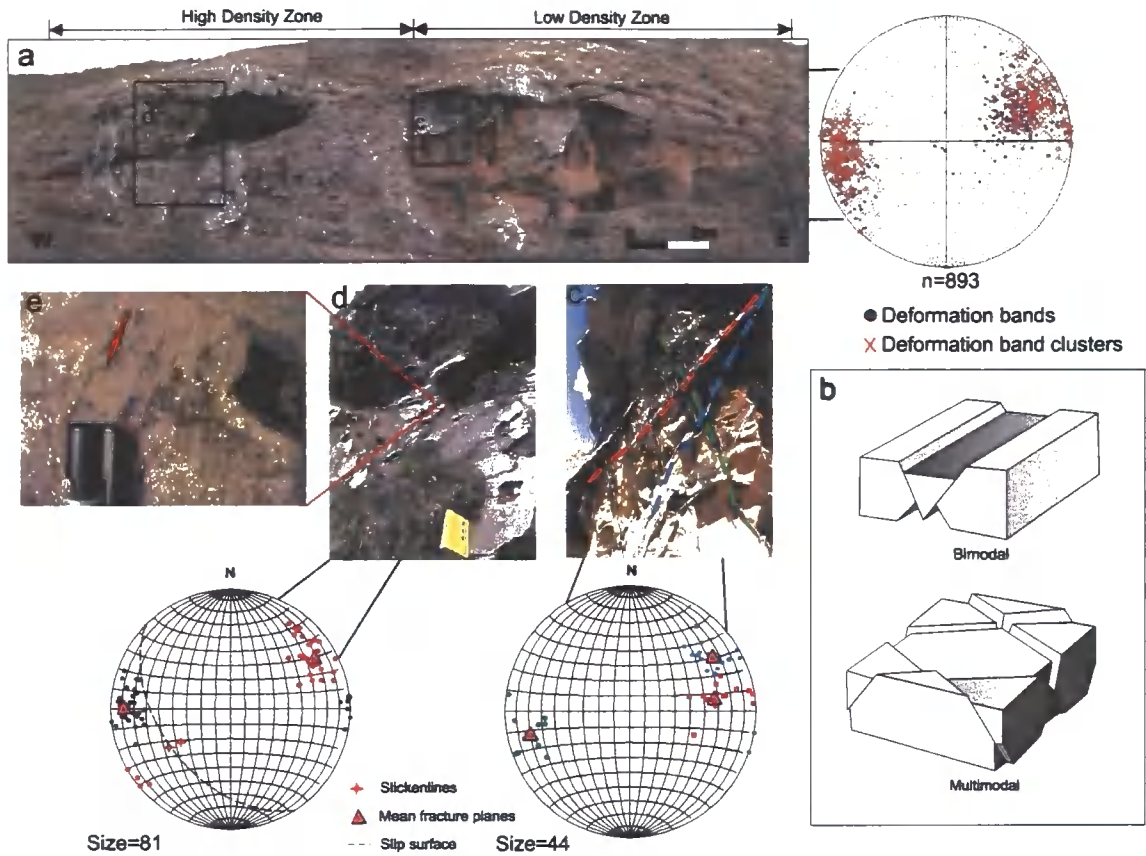 High Density Zone
Low Density Zone
a
d
c
W
E
n=893
Deformation bands
Deformation band clusters
e
d
c
b
Bimodal
Multimodal
N
N
Slickenlines
Mean fracture planes
Slip surface
Size=81
Size=44